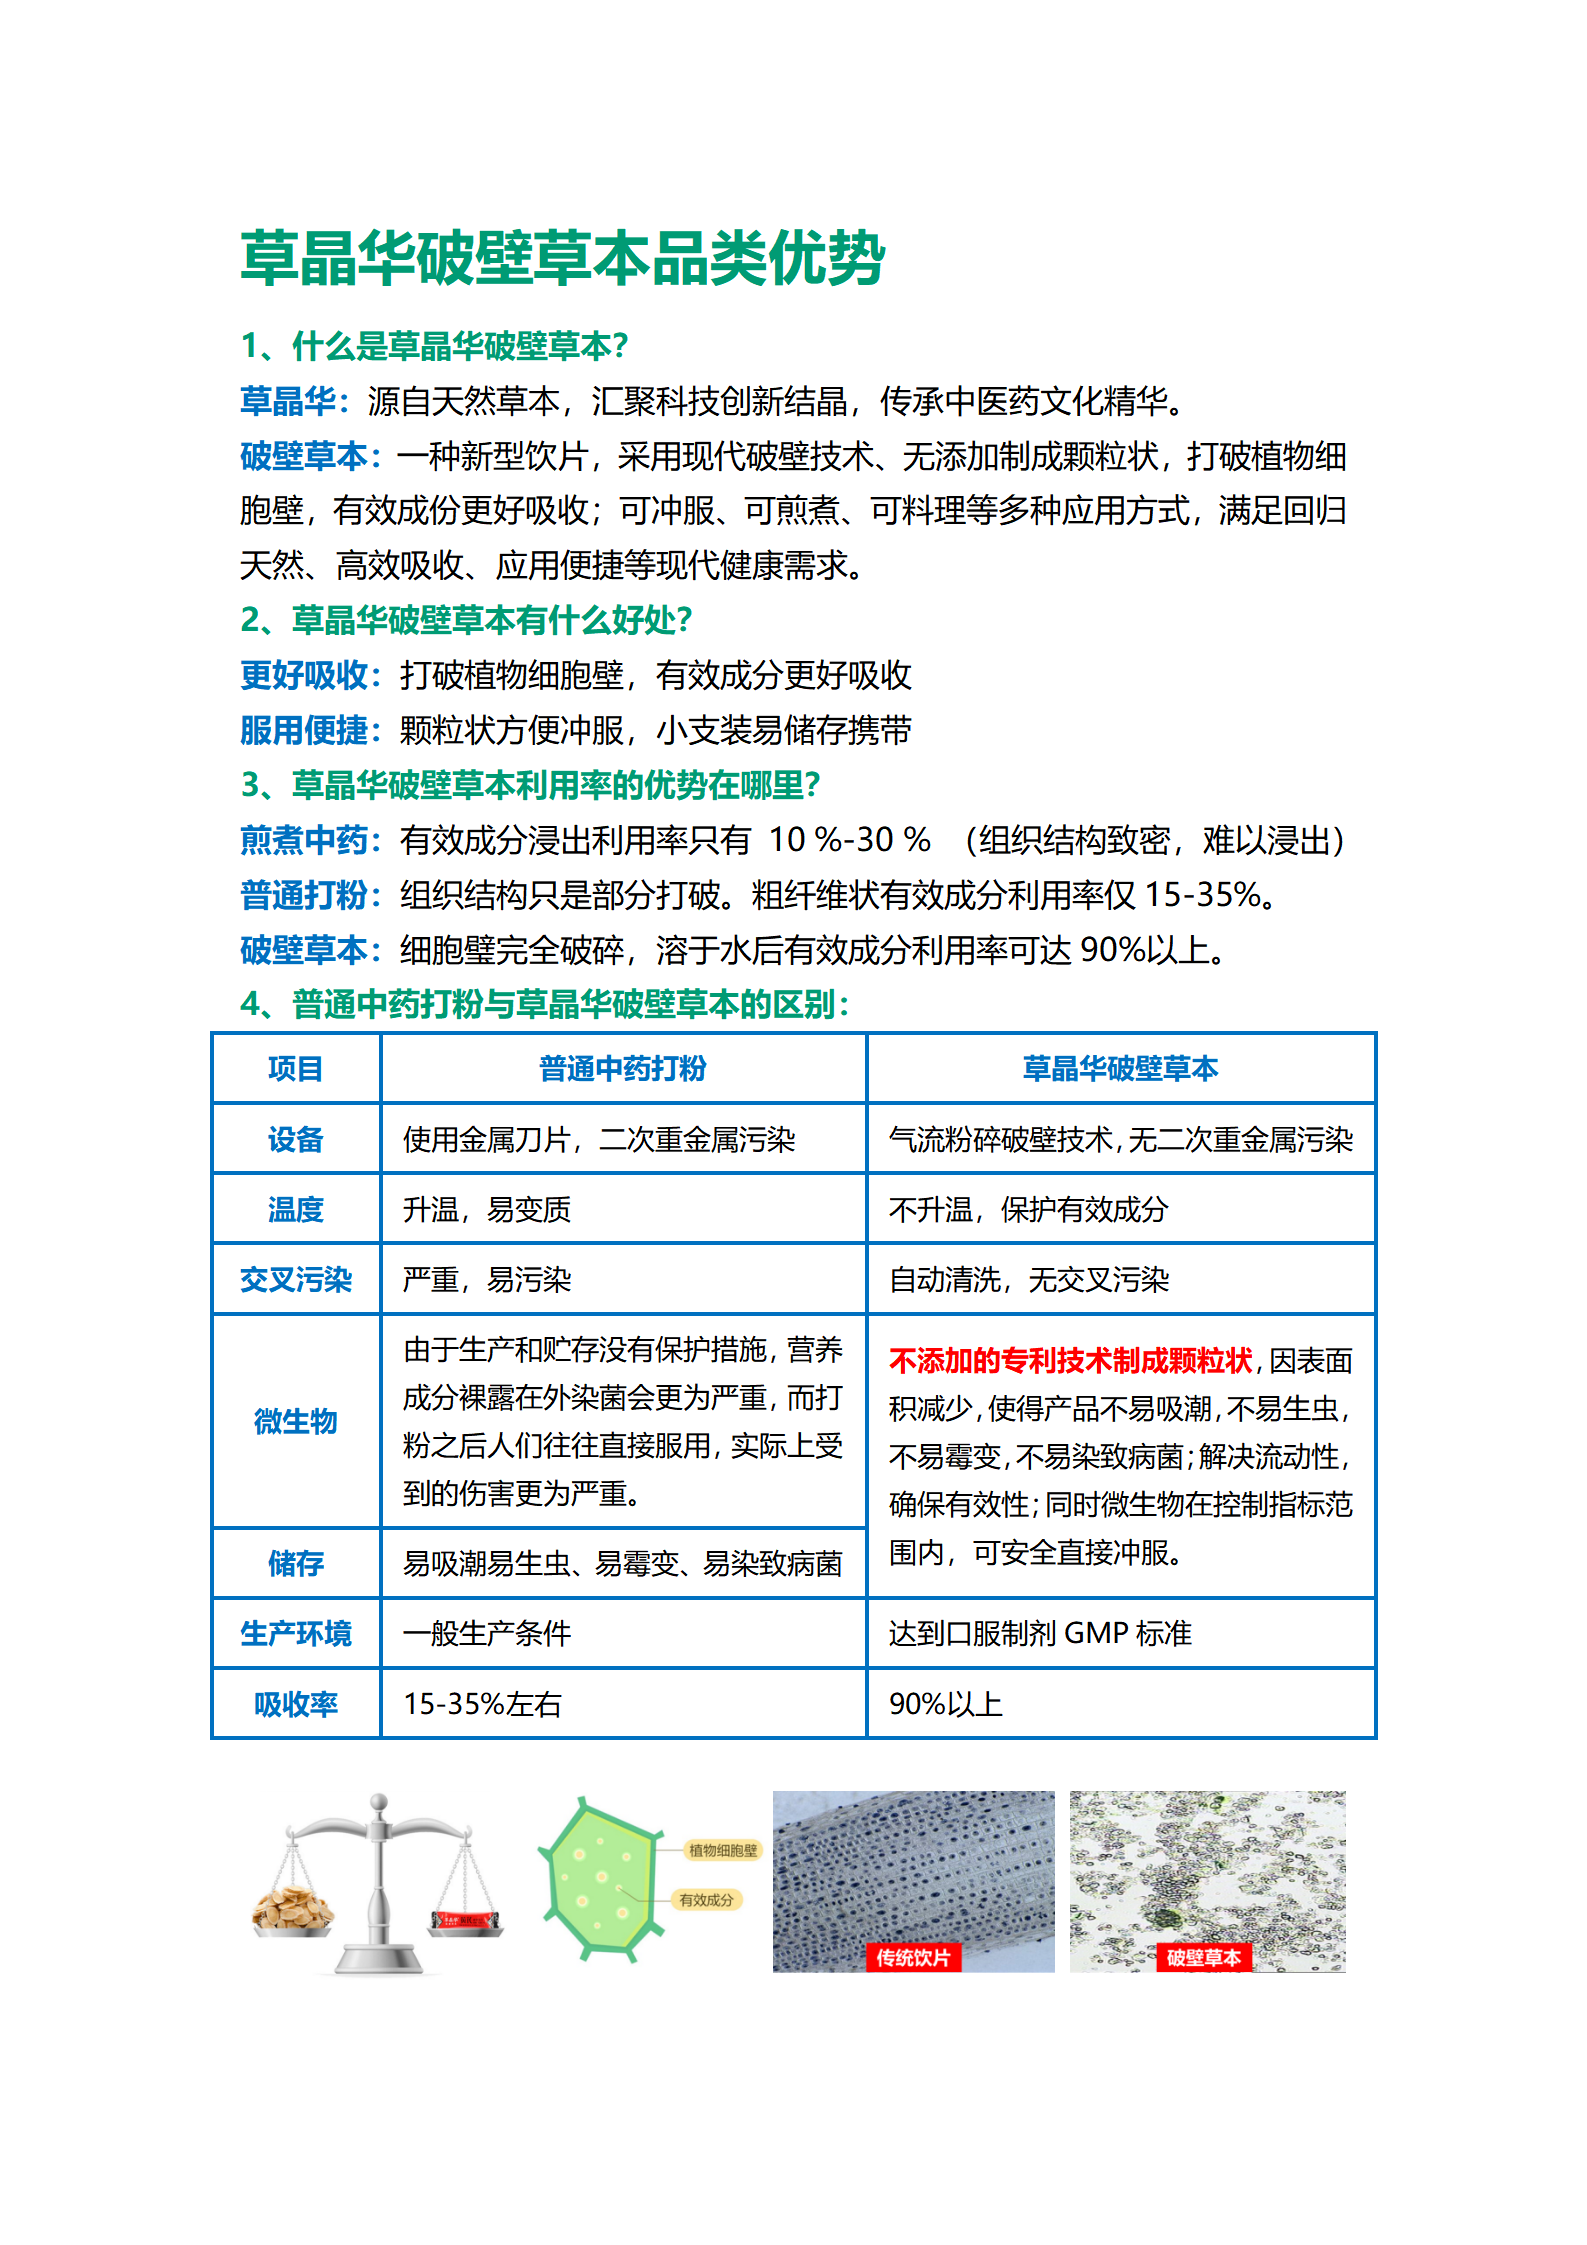 草晶华破壁草本品类优势
1、什么是草晶华破壁草本？
草晶华：源自天然草本，汇聚科技创新结晶，传承中医药文化精华。
破壁草本：一种新型饮片，采用现代破壁技术、无添加制成颗粒状，打破植物细
胞壁，有效成份更好吸收；可冲服、可煎煮、可料理等多种应用方式，满足回归
天然、高效吸收、应用便捷等现代健康需求。
2、草晶华破壁草本有什么好处？
更好吸收：打破植物细胞壁，有效成分更好吸收
服用便捷：颗粒状方便冲服，小支装易储存携带
3、草晶华破壁草本利用率的优势在哪里？
煎煮中药：有效成分浸出利用率只有 10 %-30 % （组织结构致密，难以浸出）
普通打粉：组织结构只是部分打破。粗纤维状有效成分利用率仅 15-35%。
破壁草本：细胞璧完全破碎，溶于水后有效成分利用率可达 90%以上。
4、普通中药打粉与草晶华破壁草本的区别：
项目 普通中药打粉 草晶华破壁草本
设备 使用金属刀片，二次重金属污染 气流粉碎破壁技术，无二次重金属污染
温度 升温，易变质 不升温，保护有效成分
交叉污染 严重，易污染 自动清洗，无交叉污染
微生物
由于生产和贮存没有保护措施，营养
成分裸露在外染菌会更为严重，而打
粉之后人们往往直接服用，实际上受
到的伤害更为严重。
不添加的专利技术制成颗粒状，因表面
积减少，使得产品不易吸潮，不易生虫，
不易霉变，不易染致病菌；解决流动性，
确保有效性；同时微生物在控制指标范
围内，可安全直接冲服。
储存 易吸潮易生虫、易霉变、易染致病菌
生产环境 一般生产条件 达到口服制剂 GMP 标准
吸收率 15-35%左右 90%以上
植物细胞壁
有效成分
传统饮片
破壁草本